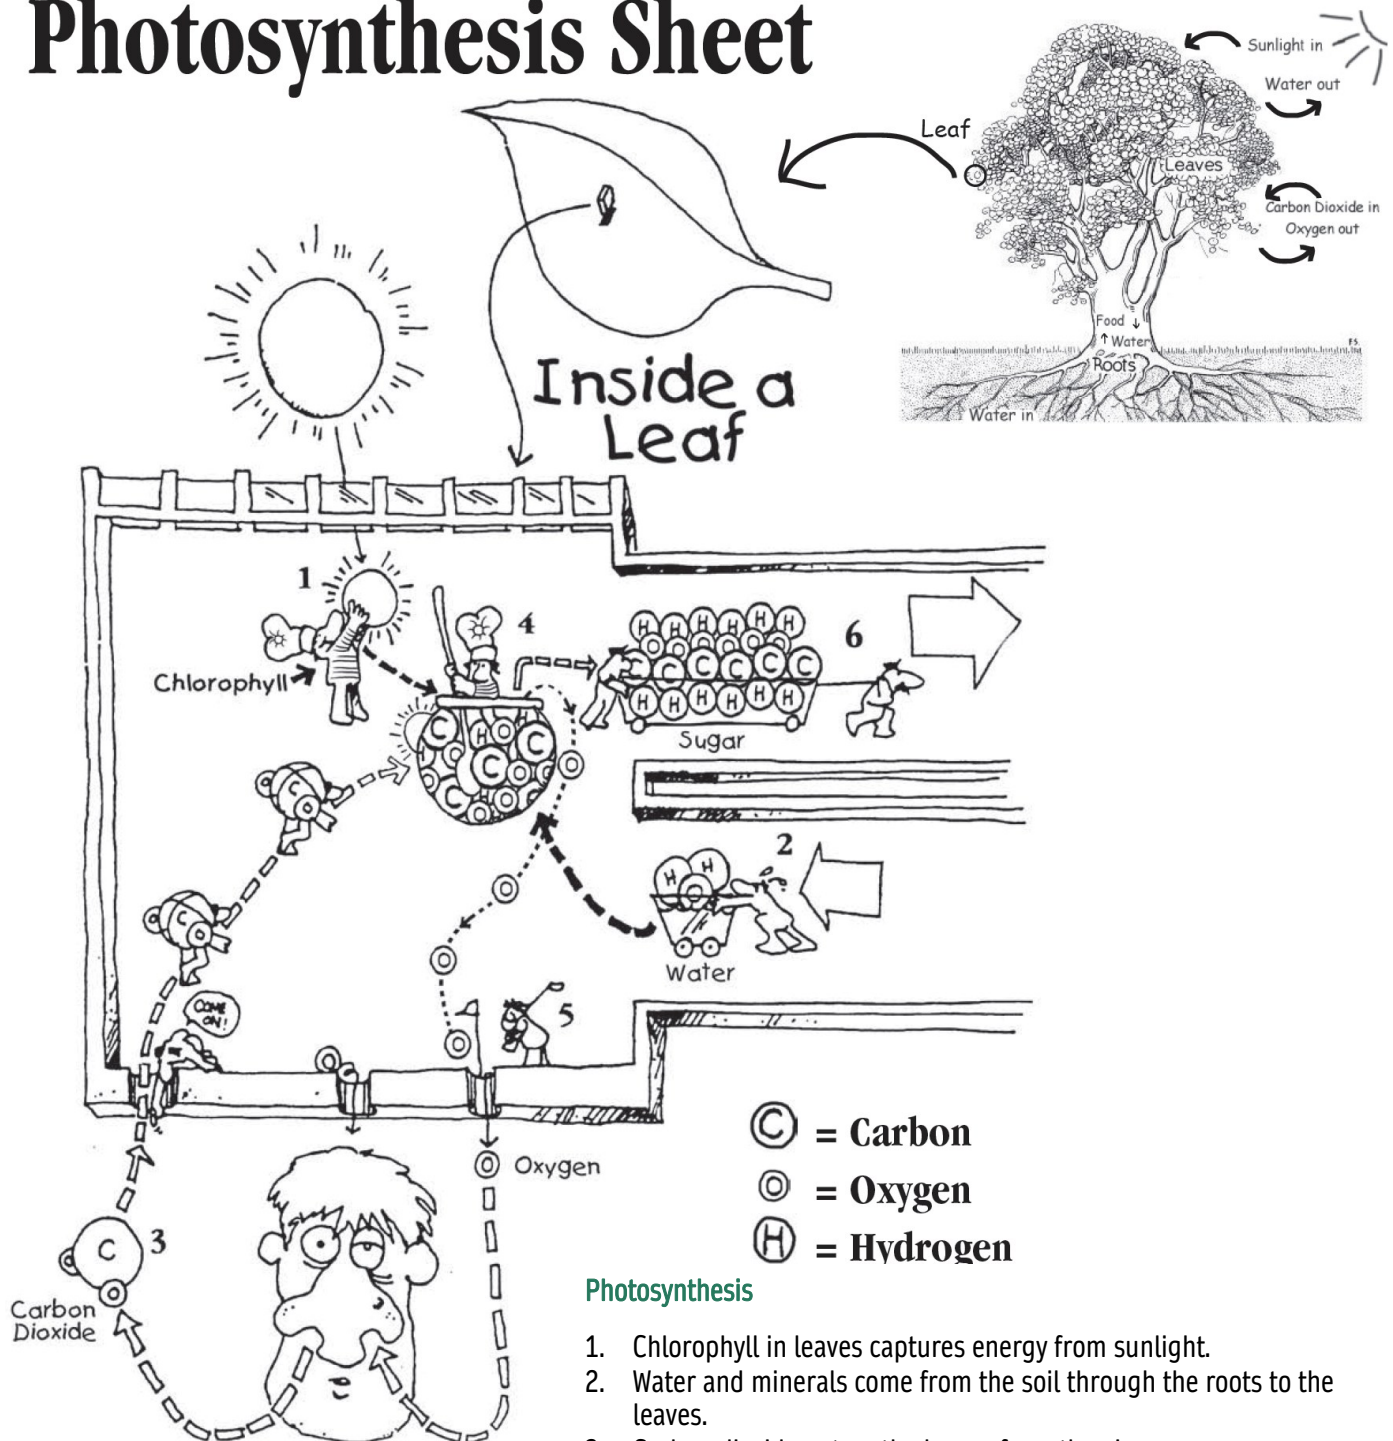 Photosynthesis Sheet
Sunlight in
Water out
Leaf
Leaves
Carbon Dioxide in
Oxygen out
Food ↓
↑ Water
F.S.
Roots
Water in
Inside a
Leaf
1
Chlorophyll
4
H H H H H H
C C C C C
H H H H H H
6
Sugar
C H C
C
C
C
C
2
H H
Water
COME
ON!
5
Oxygen
C
3
Carbon
Dioxide
C = Carbon
O = Oxygen
H = Hydrogen
Photosynthesis
1. Chlorophyll in leaves captures energy from sunlight.
2. Water and minerals come from the soil through the roots to the
leaves.